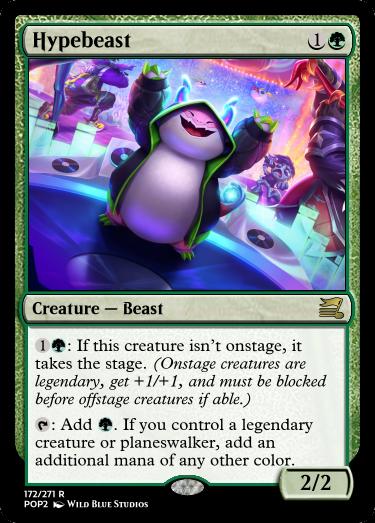 Hypebeast 1
Creature — Beast
1: If this creature isn't onstage, it
takes the stage. (Onstage creatures are
legendary, get +1/+1, and must be blocked
before offstage creatures if able.)
: Add . If you control a legendary
creature or planeswalker, add an
additional mana of any other color.
2/2
172/271 R
POP2 Wild Blue Studios